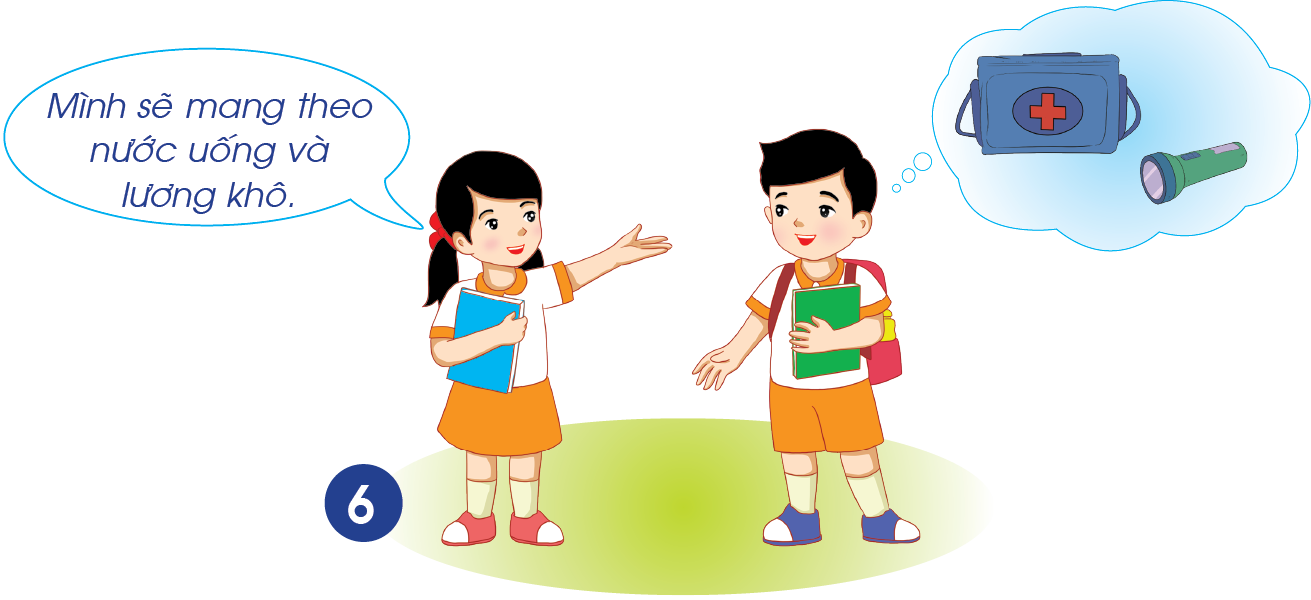 Mình sẽ mang theo
nước uống và
lương khô.
6